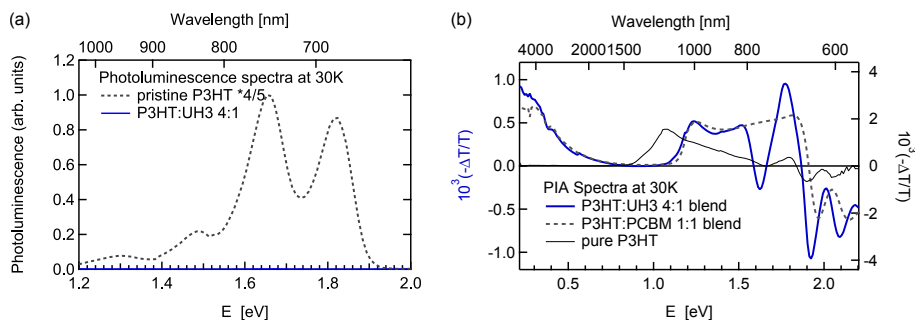 (a)
Wavelength [nm]
1000 900 800 700
Photoluminescence (arb. units)
1.2
1.0
0.8
0.6
0.4
0.2
0.0
Photoluminescence spectra at 30K
pristine P3HT *4/5
P3HT:UH3 4:1
1.2 1.4 1.6 1.8 2.0
E [eV]
(b)
Wavelength [nm]
4000 2000 1500 1000 800 600
10³(-ΔT/T)
1.0
0.5
0.0
-0.5
-1.0
4
2
0
-2
-4
10³(-ΔT/T)
PIA Spectra at 30K
P3HT:UH3 4:1 blend
P3HT:PCBM 1:1 blend
pure P3HT
0.5 1.0 1.5 2.0
E [eV]